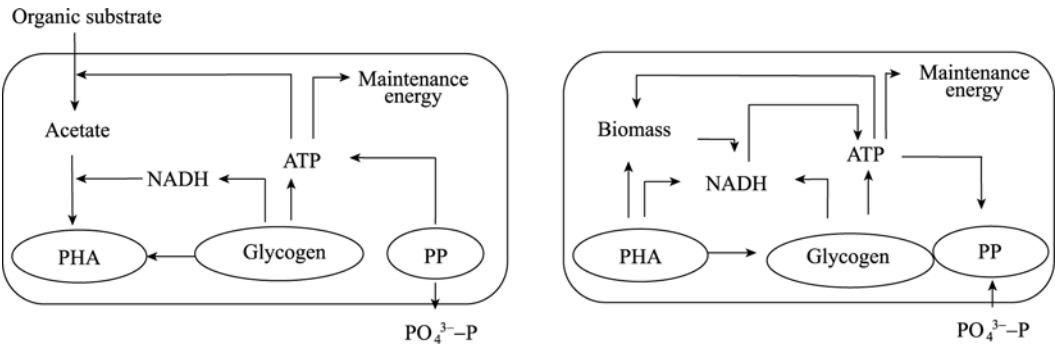 Organic substrate
Maintenance
energy
Acetate
ATP
NADH
PHA
Glycogen
PP
PO₄³⁻–P
Maintenance
energy
Biomass
ATP
NADH
PHA
Glycogen
PP
PO₄³⁻–P